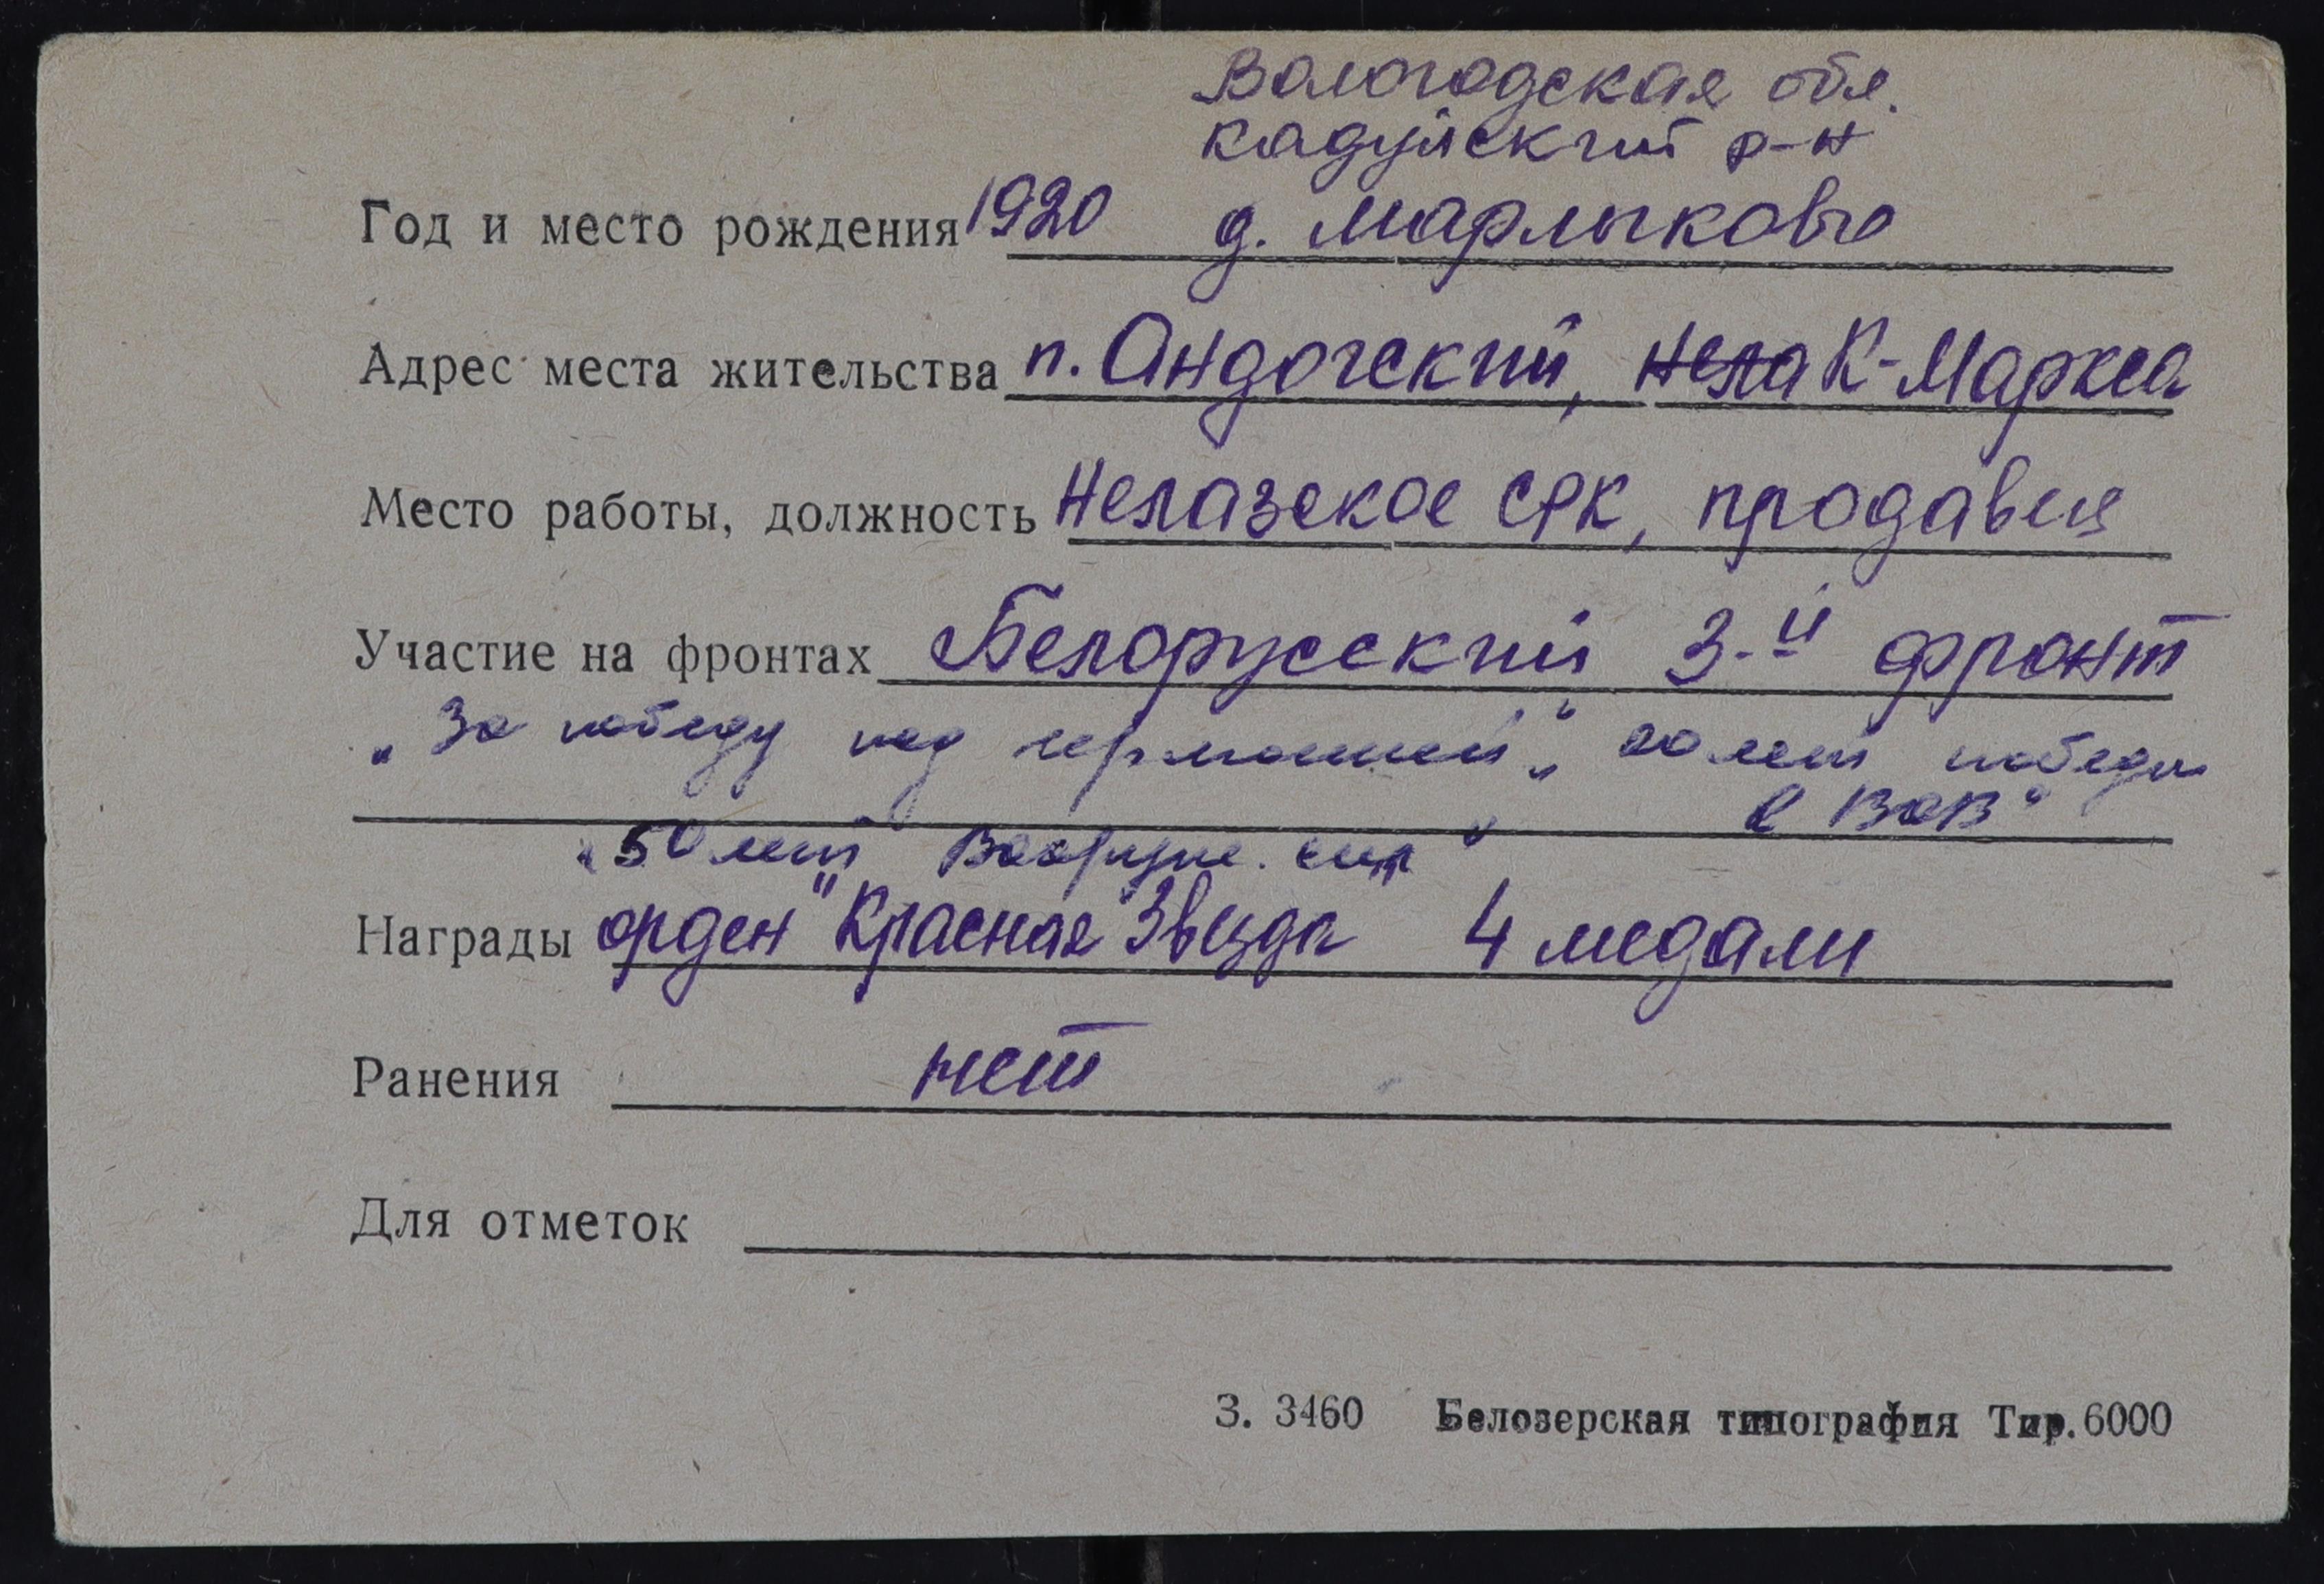 Вологодская обл.
Кадуйский р-н
Год и место рождения 1920 д. Марлыково
Адрес места жительства п. Андогский, Нела К-Маркса
Место работы, должность Нелазское СРК, продавец
Участие на фронтах Белорусский 3-й фронт
„За победу над германией", „20 лет победы
в ВОВ"
„50 лет Вооруж. сил"
Награды орден "Красная Звезда" 4 медали
Ранения нет
Для отметок
З. 3460 Белозерская типография Тир. 6000